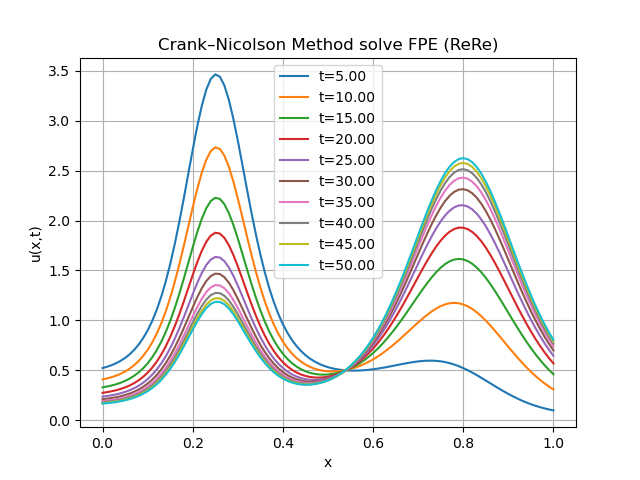 Crank–Nicolson Method solve FPE (ReRe)
u(x,t)
3.5
3.0
2.5
2.0
1.5
1.0
0.5
0.0
t=5.00
t=10.00
t=15.00
t=20.00
t=25.00
t=30.00
t=35.00
t=40.00
t=45.00
t=50.00
0.0 0.2 0.4 0.6 0.8 1.0
x